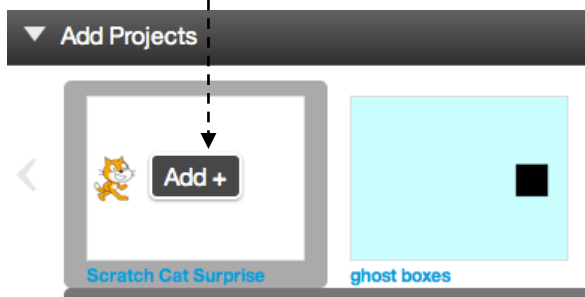 Add Projects
Add +
Scratch Cat Surprise
ghost boxes